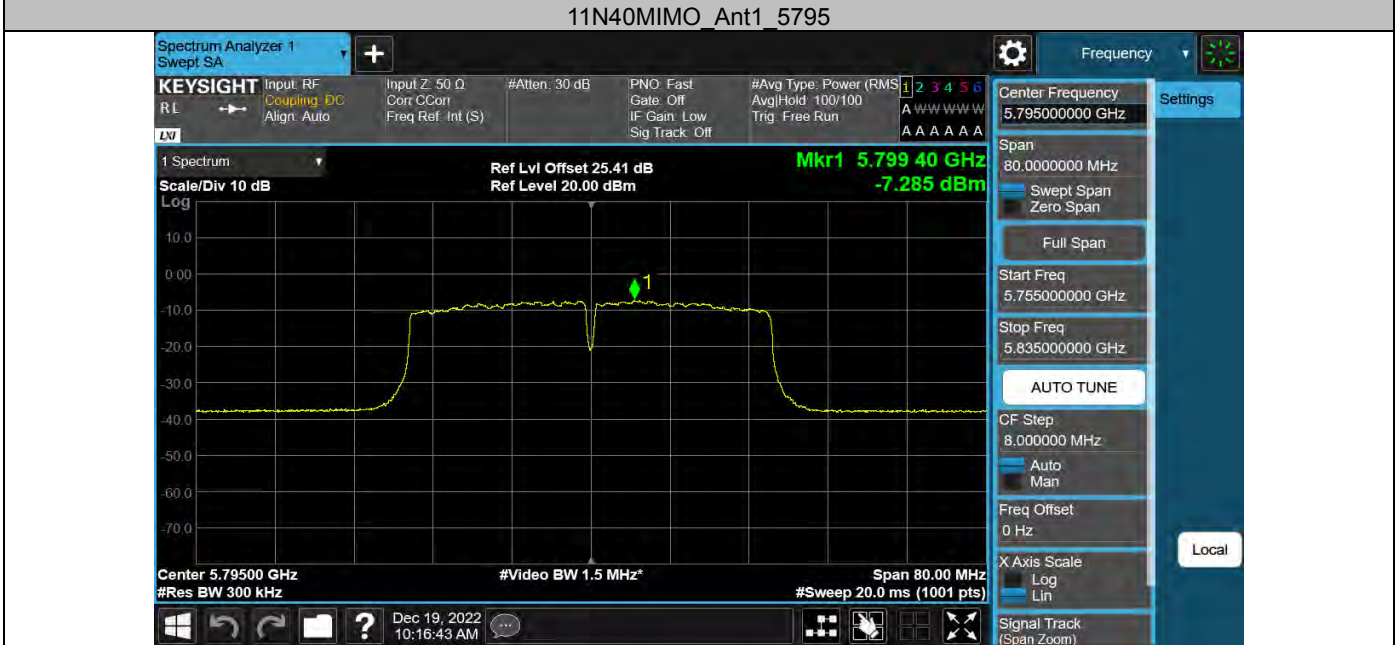 11N40MIMO_Ant1_5795
Spectrum Analyzer 1
Swept SA
Frequency
KEYSIGHT
RL
LXI
Input: RF
Coupling: DC
Align: Auto
Input Z: 50 Ω
Corr CCorr
Freq Ref: Int (S)
#Atten: 30 dB
PNO: Fast
Gate: Off
IF Gain: Low
Sig Track: Off
#Avg Type: Power (RMS
Avg|Hold: 100/100
Trig: Free Run
1 2 3 4 5 6
A W W W W W
A A A A A A
1 Spectrum
Scale/Div 10 dB
Log
Ref Lvl Offset 25.41 dB
Ref Level 20.00 dBm
Mkr1 5.799 40 GHz
-7.285 dBm
10.0
0.00
-10.0
-20.0
-30.0
-40.0
-50.0
-60.0
-70.0
1
Center 5.79500 GHz
#Res BW 300 kHz
#Video BW 1.5 MHz*
Span 80.00 MHz
#Sweep 20.0 ms (1001 pts)
Dec 19, 2022
10:16:43 AM
Center Frequency
5.795000000 GHz
Settings
Span
80.0000000 MHz
Swept Span
Zero Span
Full Span
Start Freq
5.755000000 GHz
Stop Freq
5.835000000 GHz
AUTO TUNE
CF Step
8.000000 MHz
Auto
Man
Freq Offset
0 Hz
X Axis Scale
Log
Lin
Signal Track
(Span Zoom)
Local